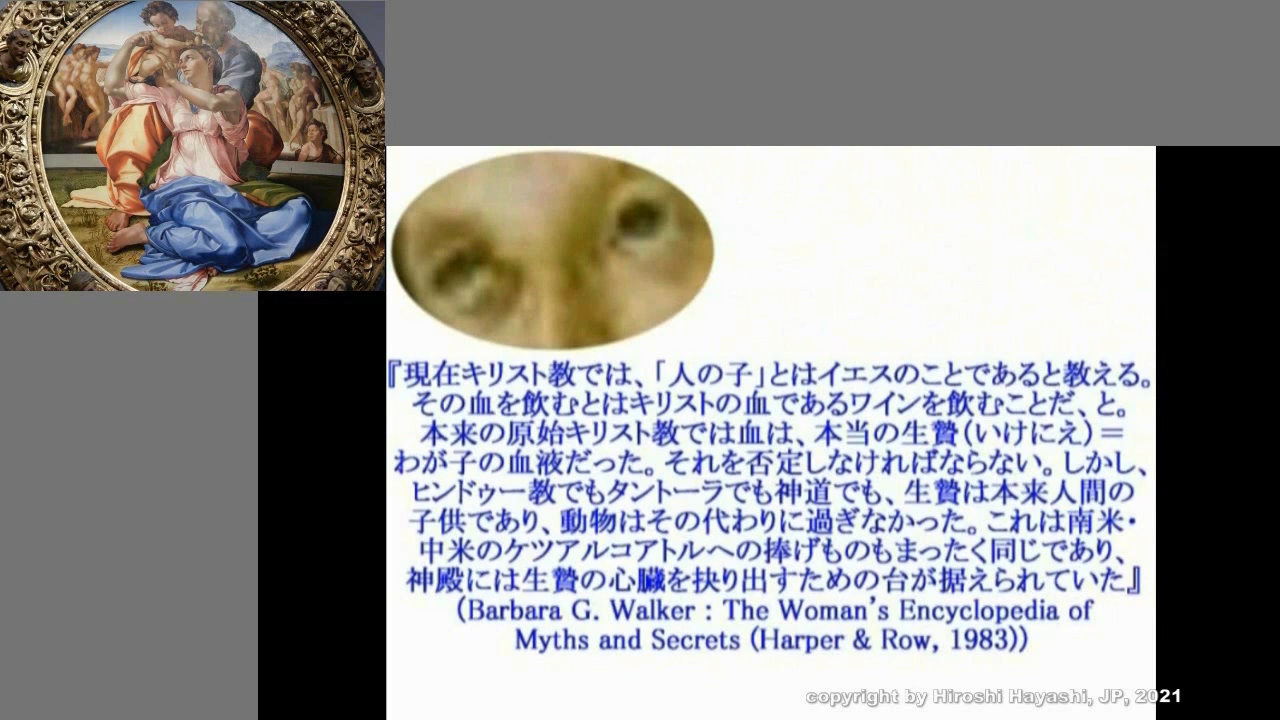 『現在キリスト教では、「人の子」とはイエスのことであると教える。
その血を飲むとはキリストの血であるワインを飲むことだ、と。
本来の原始キリスト教では血は、本当の生贄(いけにえ)=
わが子の血液だった。それを否定しなければならない。しかし、
ヒンドゥー教でもタントーラでも神道でも、生贄は本来人間の
子供であり、動物はその代わりに過ぎなかった。これは南米・
中米のケツアルコアトルへの捧げものもまったく同じであり、
神殿には生贄の心臓を抉り出すための台が据えられていた』
(Barbara G. Walker : The Woman's Encyclopedia of
Myths and Secrets (Harper & Row, 1983))
copyright by Hiroshi Hayashi, JP, 2021